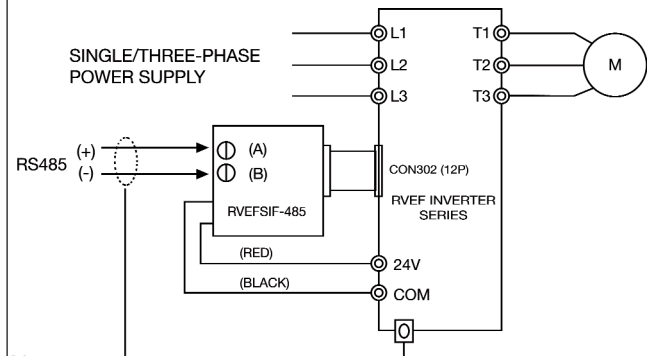 L1
T1
SINGLE/THREE-PHASE
POWER SUPPLY
L2
T2
M
L3
T3
RS485
(+)
(-)
(A)
(B)
RVEFSIF-485
CON302 (12P)
RVEF INVERTER
SERIES
(RED)
24V
(BLACK)
COM